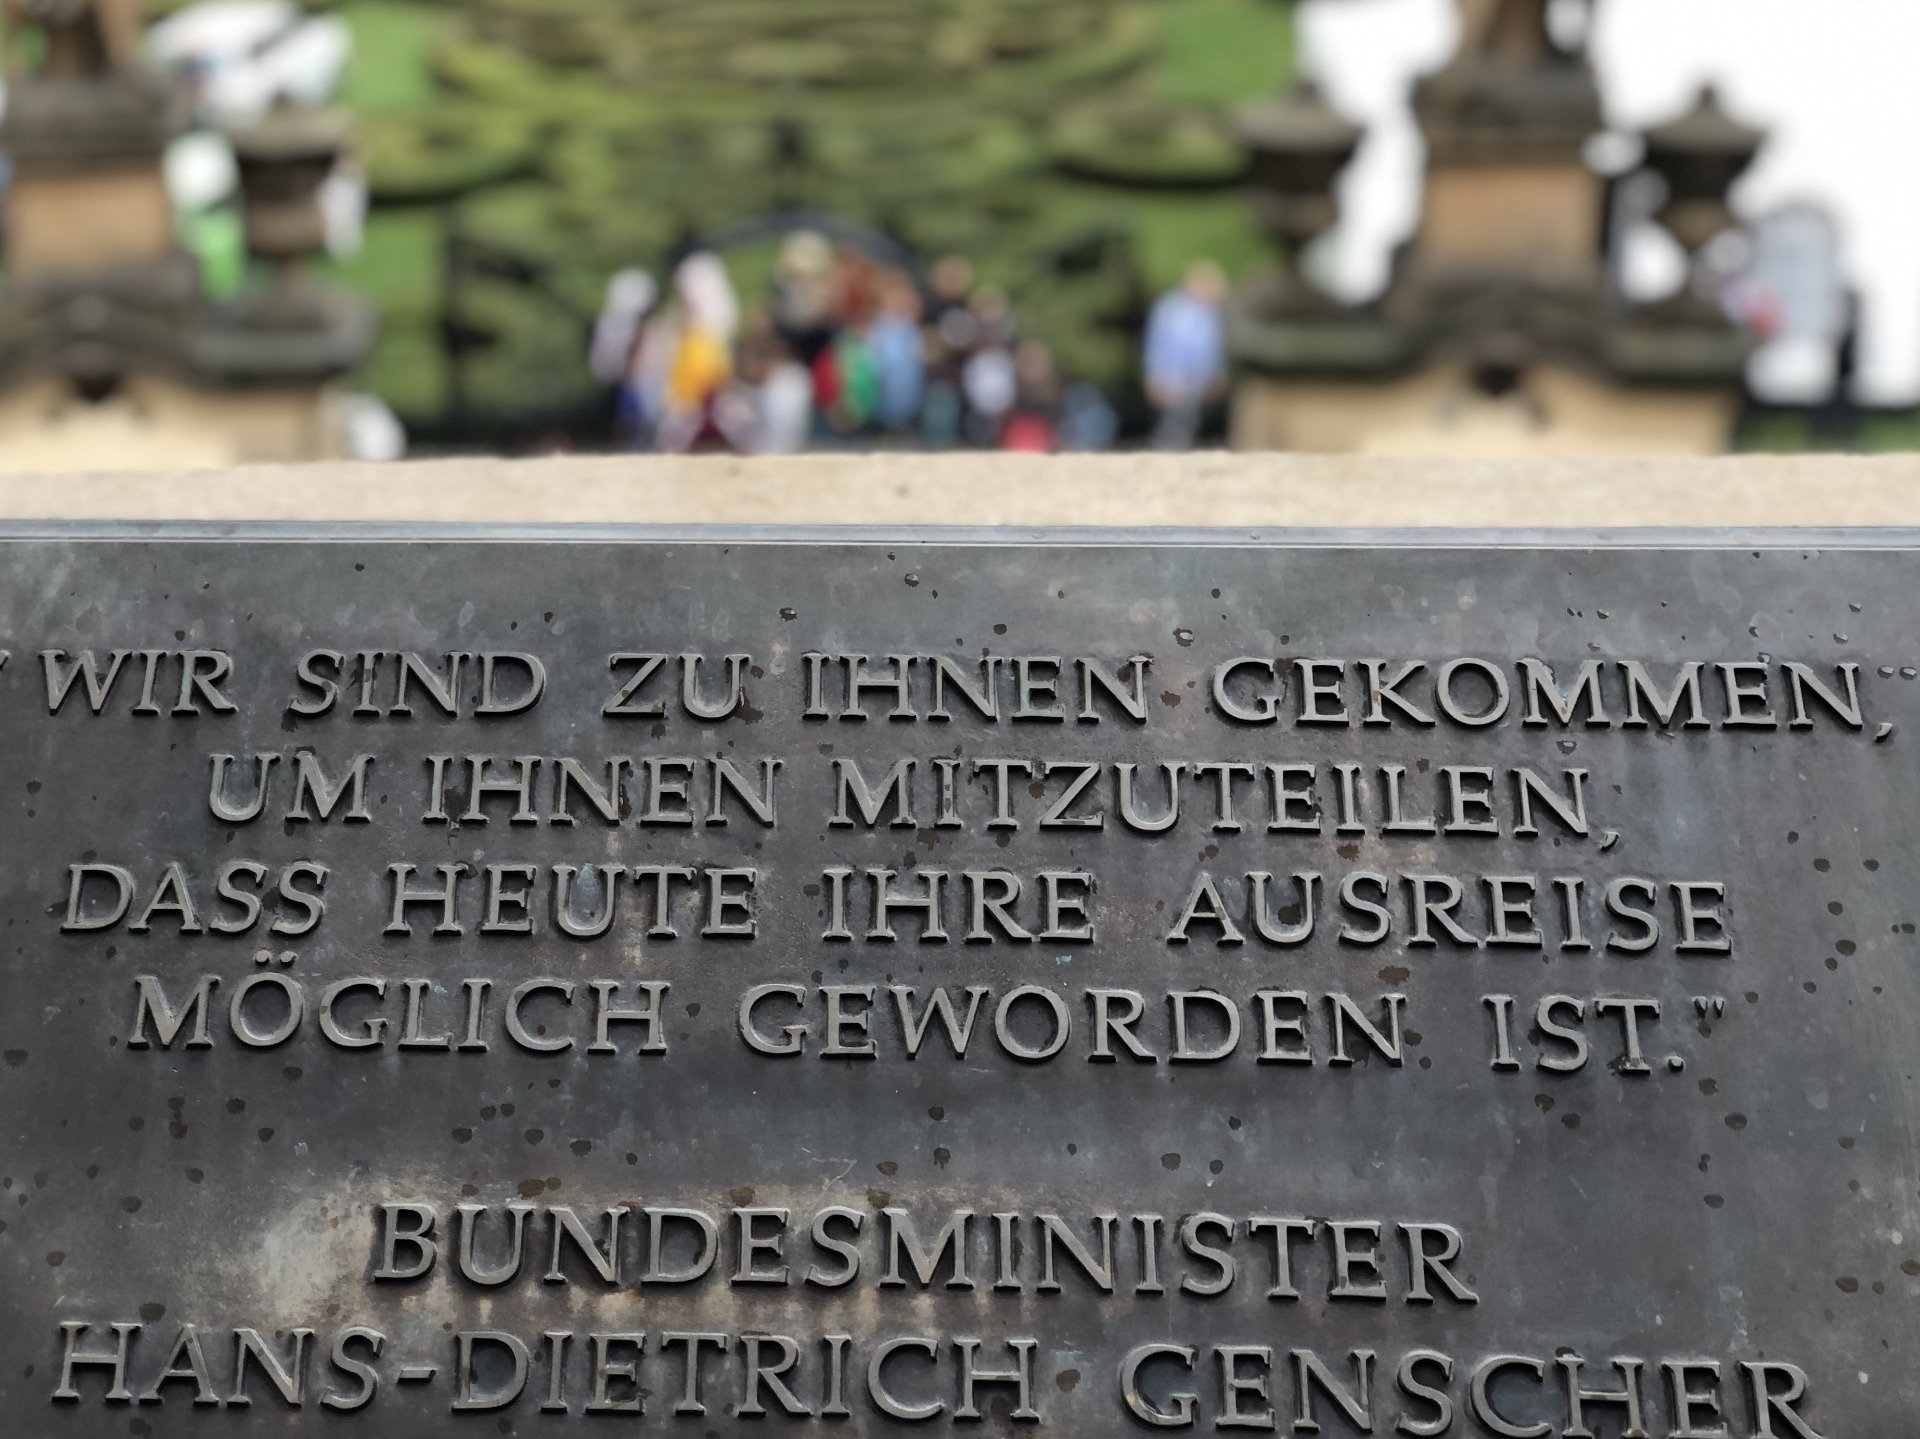 "WIR SIND ZU IHNEN GEKOMMEN,
UM IHNEN MITZUTEILEN,
DASS HEUTE IHRE AUSREISE
MÖGLICH GEWORDEN IST."
BUNDESMINISTER
HANS-DIETRICH GENSCHER